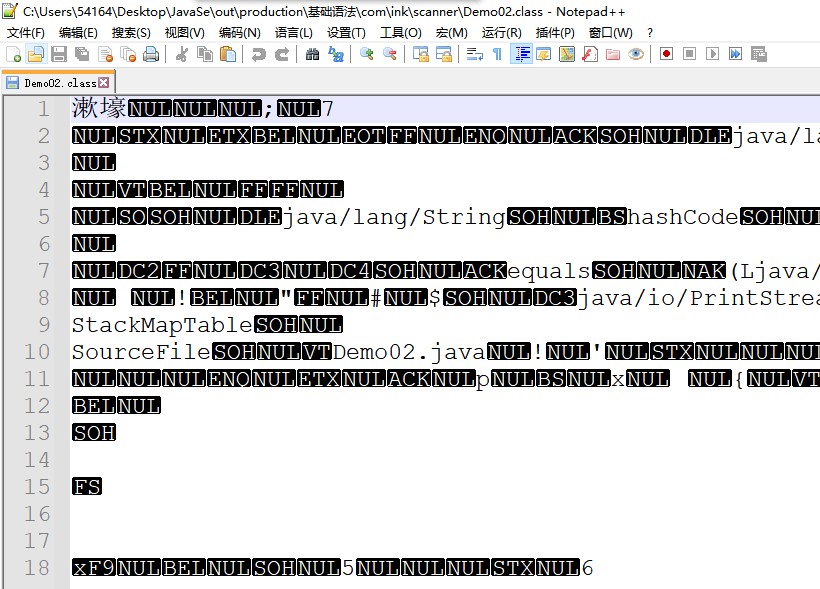 C:\Users\54164\Desktop\JavaSe\out\production\基础语法\com\ink\scanner\Demo02.class - Notepad++
文件(F) 编辑(E) 搜索(S) 视图(V) 编码(N) 语言(L) 设置(T) 工具(O) 宏(M) 运行(R) 插件(P) 窗口(W) ?
Demo02.class
1 漱壕NULNULNUL;NUL7
2 NULSTXNULETXBELNULEOTFFNULENQNULACKSOHNULDLEjava/la
3 NUL
4 NULVTBELNULFFFFNUL
5 NULSOSOHNULDLEjava/lang/StringSOHNULBShashCodeSOHNUL
6 NUL
7 NULDC2FFNULDC3NULDC4SOHNULACKequalsSOHNULNAK(Ljava/
8 NUL NUL!BELNUL"FFNUL#NUL$SOHNULDC3java/io/PrintStrea
9 StackMapTableSOHNUL
10 SourceFileSOHNULVTDemo02.javaNUL!NUL'NULSTXNULNULNUL
11 NULNULNULENQNULETXNULACKNULpNULBSNULxNUL NUL{NULVT
12 BELNUL
13 SOH
14
15 FS
16
17
18 xF9NULBELNULSOHNUL5NULNULNULSTXNUL6